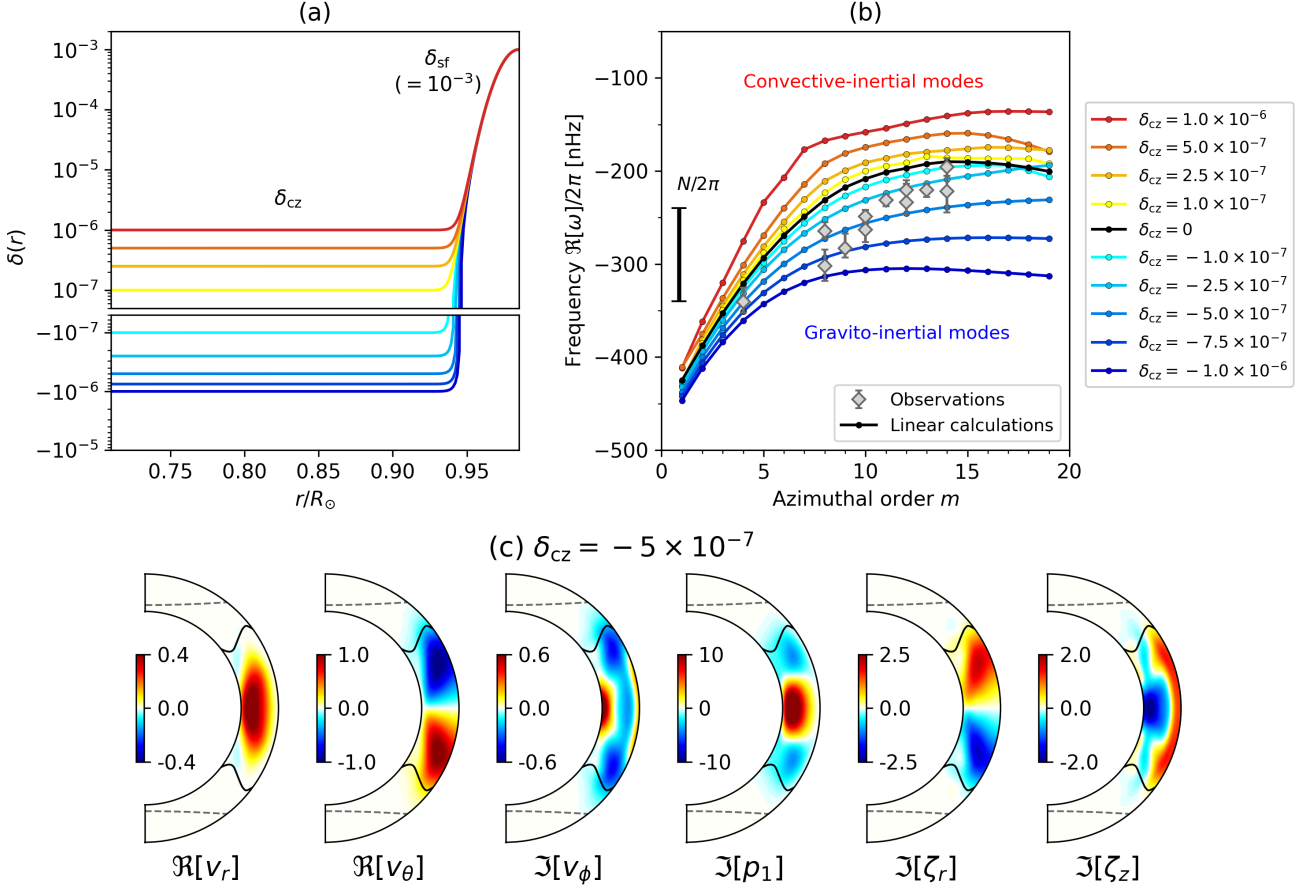 (a)
δ(r)
10⁻³
10⁻⁴
10⁻⁵
10⁻⁶
10⁻⁷
−10⁻⁷
−10⁻⁶
−10⁻⁵
δ_sf
(= 10⁻³)
δ_cz
0.75 0.80 0.85 0.90 0.95
r/R⊙
(b)
Frequency ℜ[ω]/2π [nHz]
−100
−200
−300
−400
−500
Convective-inertial modes
N/2π
Gravito-inertial modes
Observations
Linear calculations
0 5 10 15 20
Azimuthal order m
δ_cz = 1.0 × 10⁻⁶
δ_cz = 5.0 × 10⁻⁷
δ_cz = 2.5 × 10⁻⁷
δ_cz = 1.0 × 10⁻⁷
δ_cz = 0
δ_cz = − 1.0 × 10⁻⁷
δ_cz = − 2.5 × 10⁻⁷
δ_cz = − 5.0 × 10⁻⁷
δ_cz = − 7.5 × 10⁻⁷
δ_cz = − 1.0 × 10⁻⁶
(c) δ_cz = − 5 × 10⁻⁷
0.4
0.0
-0.4
ℜ[v_r]
1.0
0.0
-1.0
ℜ[v_θ]
0.6
0.0
-0.6
ℑ[v_ϕ]
10
0
-10
ℑ[p₁]
2.5
0.0
-2.5
ℑ[ζ_r]
2.0
0.0
-2.0
ℑ[ζ_z]